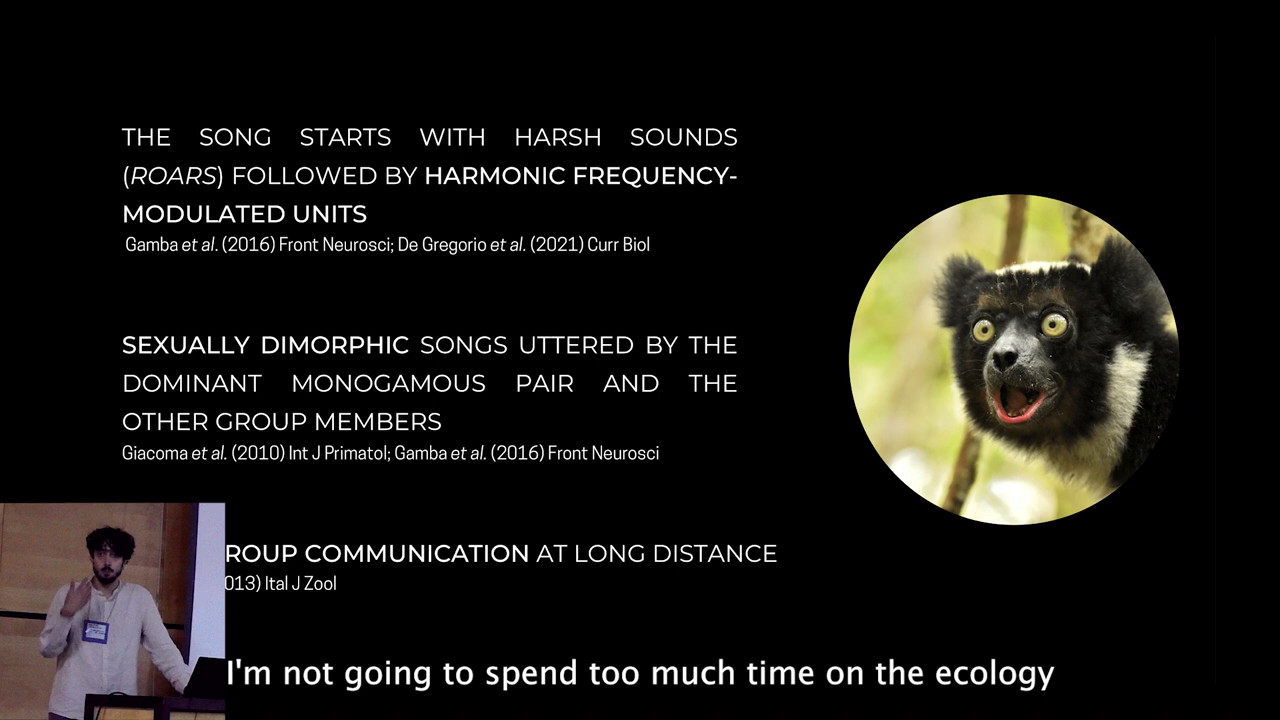 THE SONG STARTS WITH HARSH SOUNDS
(ROARS) FOLLOWED BY HARMONIC FREQUENCY-
MODULATED UNITS
Gamba et al. (2016) Front Neurosci; De Gregorio et al. (2021) Curr Biol
SEXUALLY DIMORPHIC SONGS UTTERED BY THE
DOMINANT MONOGAMOUS PAIR AND THE
OTHER GROUP MEMBERS
Giacoma et al. (2010) Int J Primatol; Gamba et al. (2016) Front Neurosci
ROUP COMMUNICATION AT LONG DISTANCE
013) Ital J Zool
I'm not going to spend too much time on the ecology